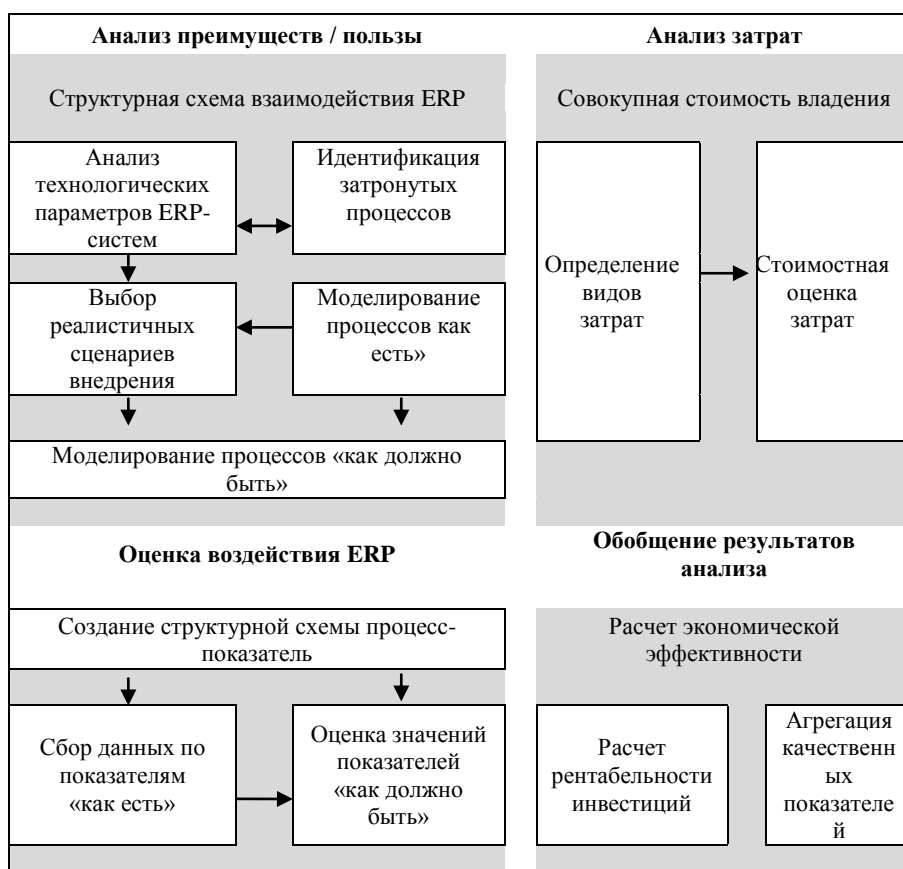 Анализ преимуществ / пользы
Структурная схема взаимодействия ERP
Анализ
технологических
параметров ERP-
систем
Идентификация
затронутых
процессов
Выбор
реалистичных
сценариев
внедрения
Моделирование
процессов как
есть»
Моделирование процессов «как должно
быть»
Анализ затрат
Совокупная стоимость владения
Определение
видов
затрат
Стоимостная
оценка
затрат
Оценка воздействия ERP
Создание структурной схемы процесс-
показатель
Сбор данных по
показателям
«как есть»
Оценка значений
показателей
«как должно
быть»
Обобщение результатов
анализа
Расчет экономической
эффективности
Расчет
рентабельности
инвестиций
Агрегация
качественн
ых
показателе
й